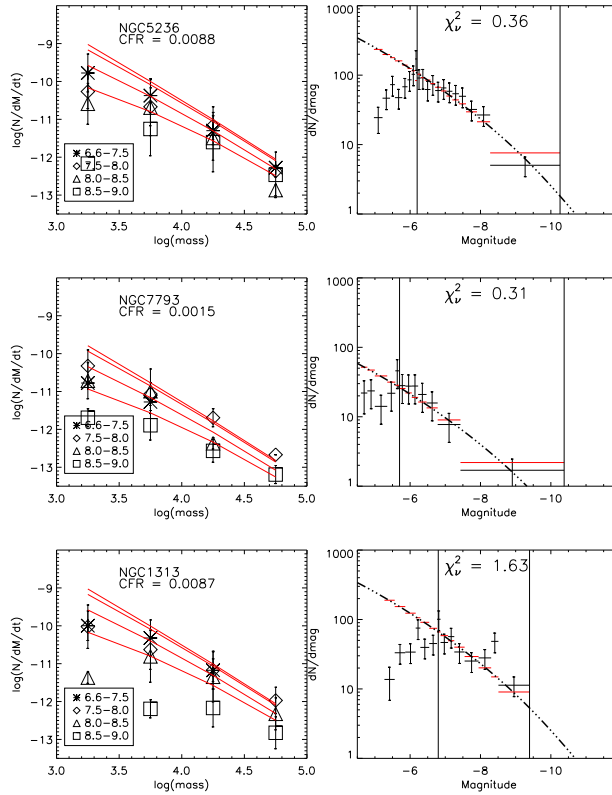 NGC5236
CFR = 0.0088
log(N/dM/dt)
-9
-10
-11
-12
-13
6.6-7.5
7.5-8.0
8.0-8.5
8.5-9.0
3.0 3.5 4.0 4.5 5.0
log(mass)
χ²ᵥ = 0.36
dN/dmag
1000
100
10
1
-6 -8 -10
Magnitude
NGC7793
CFR = 0.0015
log(N/dM/dt)
-9
-10
-11
-12
-13
6.6-7.5
7.5-8.0
8.0-8.5
8.5-9.0
3.0 3.5 4.0 4.5 5.0
log(mass)
χ²ᵥ = 0.31
dN/dmag
1000
100
10
1
-6 -8 -10
Magnitude
NGC1313
CFR = 0.0087
log(N/dM/dt)
-9
-10
-11
-12
-13
6.6-7.5
7.5-8.0
8.0-8.5
8.5-9.0
3.0 3.5 4.0 4.5 5.0
log(mass)
χ²ᵥ = 1.63
dN/dmag
1000
100
10
1
-6 -8 -10
Magnitude